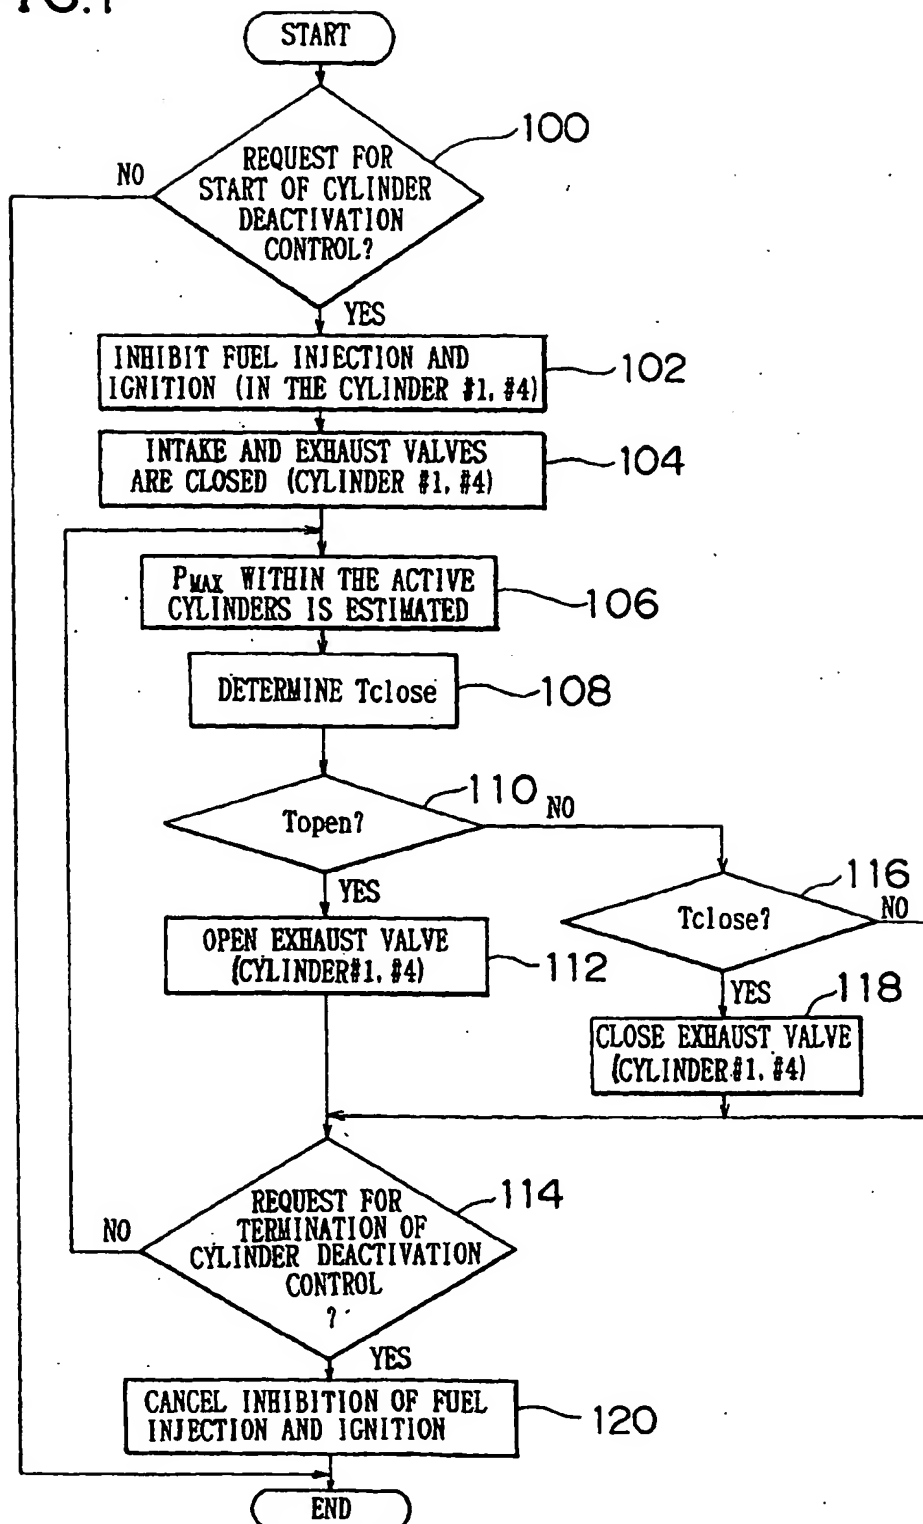 START
100
NO
REQUEST FOR
START OF CYLINDER
DEACTIVATION
CONTROL?
YES
INHIBIT FUEL INJECTION AND
IGNITION (IN THE CYLINDER #1, #4)
102
INTAKE AND EXHAUST VALVES
ARE CLOSED (CYLINDER #1, #4)
104
PMAX WITHIN THE ACTIVE
CYLINDERS IS ESTIMATED
106
DETERMINE Tclose
108
110
NO
Topen?
YES
116
NO
Tclose?
OPEN EXHAUST VALVE
(CYLINDER#1, #4)
112
YES
118
CLOSE EXHAUST VALVE
(CYLINDER#1, #4)
114
NO
REQUEST FOR
TERMINATION OF
CYLINDER DEACTIVATION
CONTROL
?
YES
CANCEL INHIBITION OF FUEL
INJECTION AND IGNITION
120
END